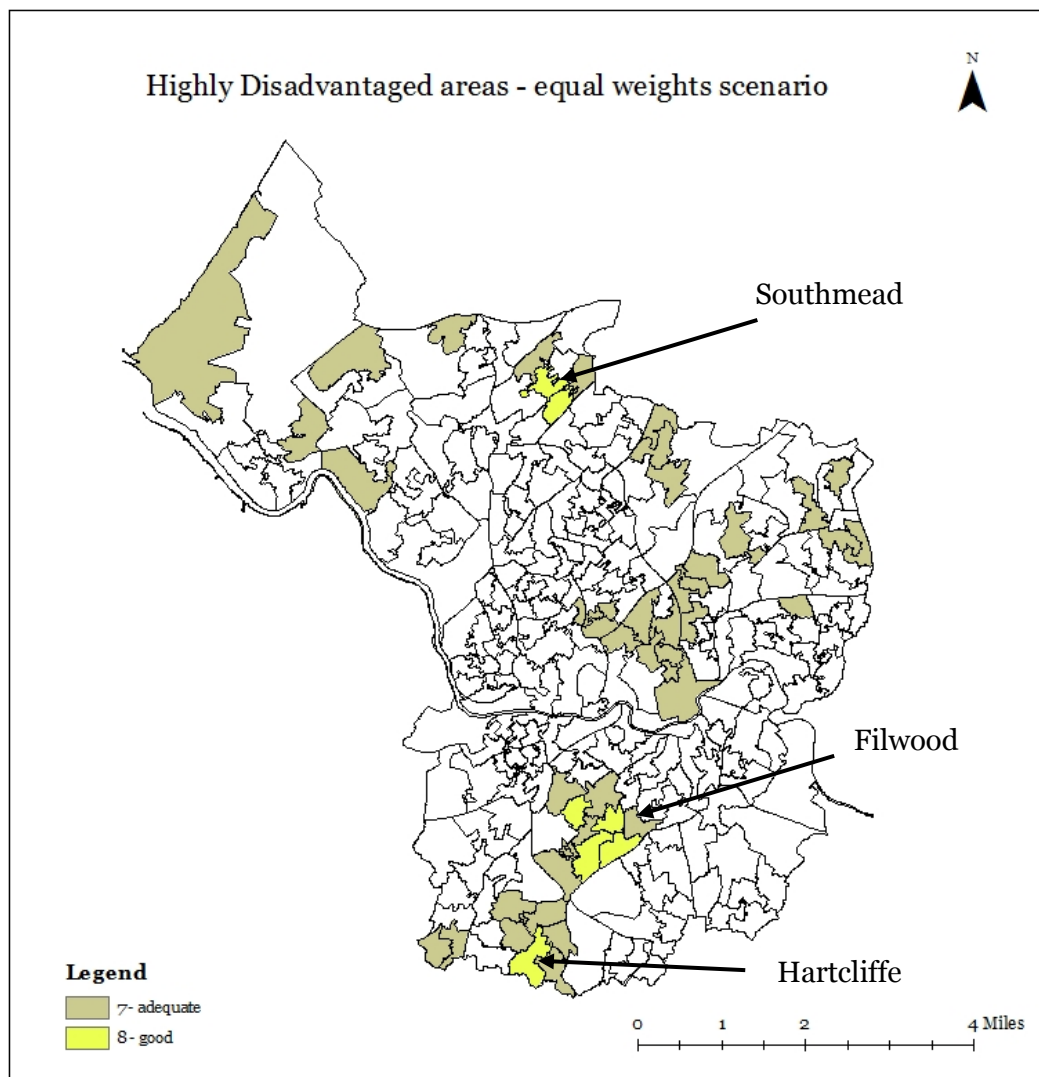 N
Highly Disadvantaged areas - equal weights scenario
Southmead
Filwood
Hartcliffe
Legend
7- adequate
8- good
0 1 2 4 Miles